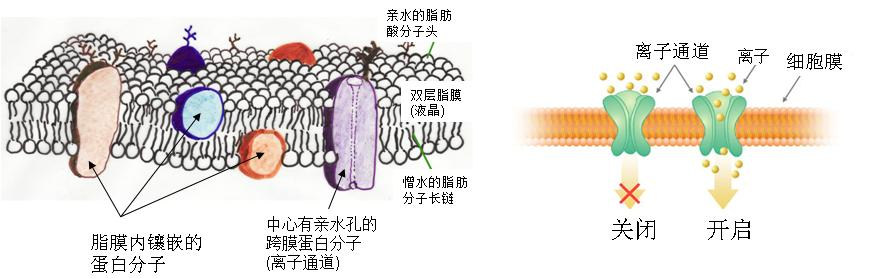 亲水的脂肪
酸分子头
双层脂膜
(液晶)
憎水的脂肪
分子长链
脂膜内镶嵌的
蛋白分子
中心有亲水孔的
跨膜蛋白分子
(离子通道)
离子通道
离子
细胞膜
关闭
开启